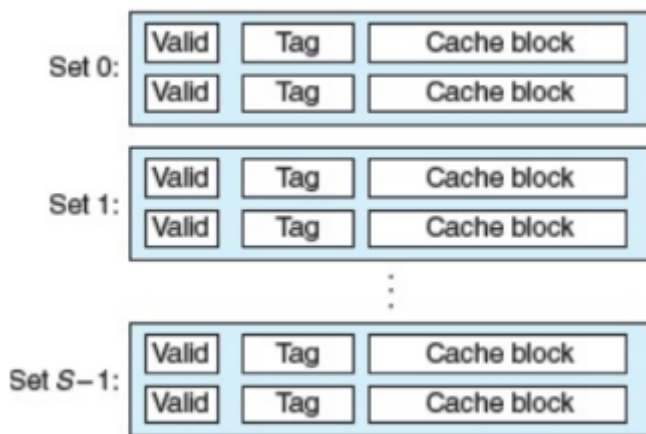 Set 0:
Valid Tag Cache block
Valid Tag Cache block
Set 1:
Valid Tag Cache block
Valid Tag Cache block
Set S−1:
Valid Tag Cache block
Valid Tag Cache block